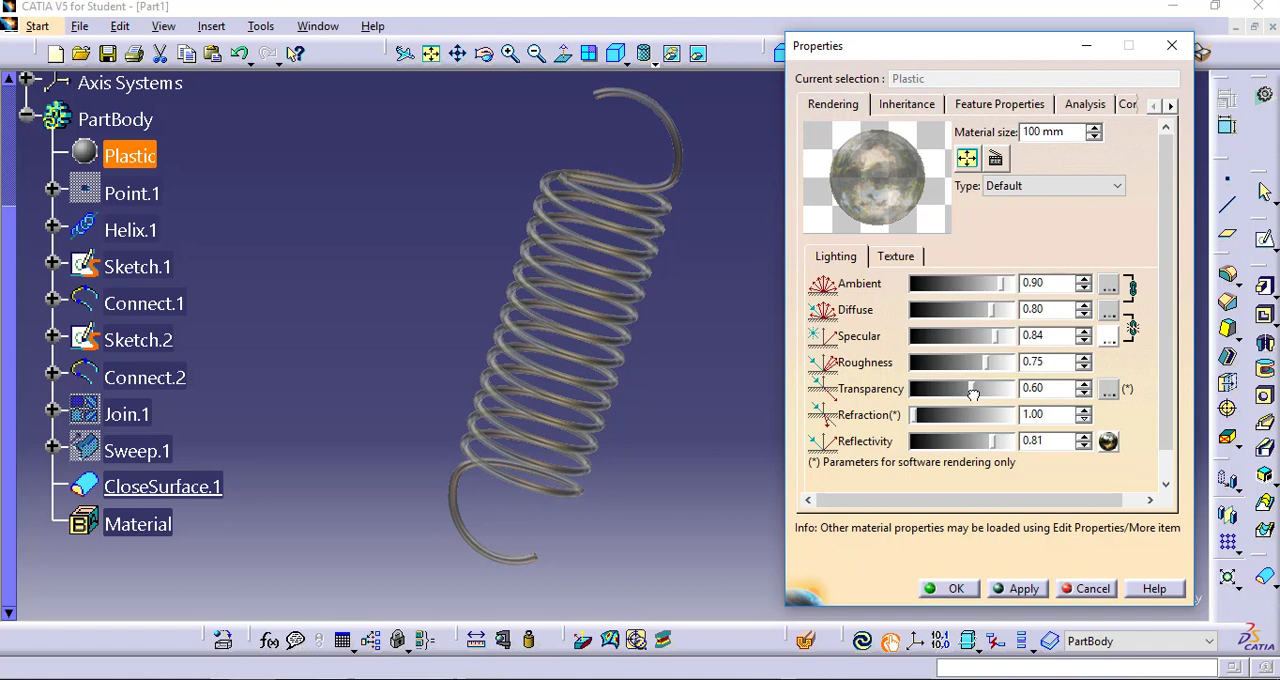 CATIA V5 for Student - [Part1]
Start File Edit View Insert Tools Window Help
Axis Systems
PartBody
Plastic
Point.1
Helix.1
Sketch.1
Connect.1
Sketch.2
Connect.2
Join.1
Sweep.1
CloseSurface.1
Material
Properties
Current selection : Plastic
Rendering Inheritance Feature Properties Analysis Cor
Material size: 100 mm
Type: Default
Lighting Texture
Ambient 0.90 ...
Diffuse 0.80 ...
Specular 0.84 ...
Roughness 0.75
Transparency 0.60 ... (*)
Refraction(*) 1.00
Reflectivity 0.81
(*) Parameters for software rendering only
Info: Other material properties may be loaded using Edit Properties/More item
OK Apply Cancel Help
f(x) 10,1 10,0 PartBody
CATIA